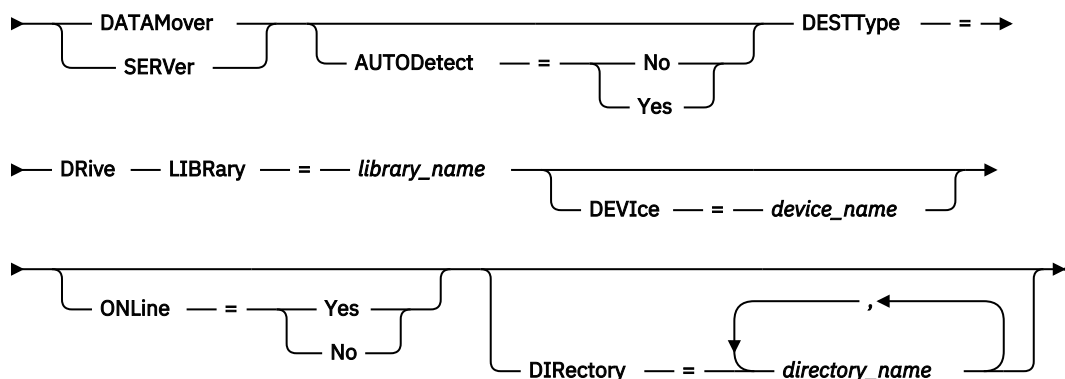 DATAMover DESTType =
SERVer AUTODetect = No
Yes
DRive LIBRary = library_name
DEVIce = device_name
ONLine = Yes ,
No
DIRectory = directory_name